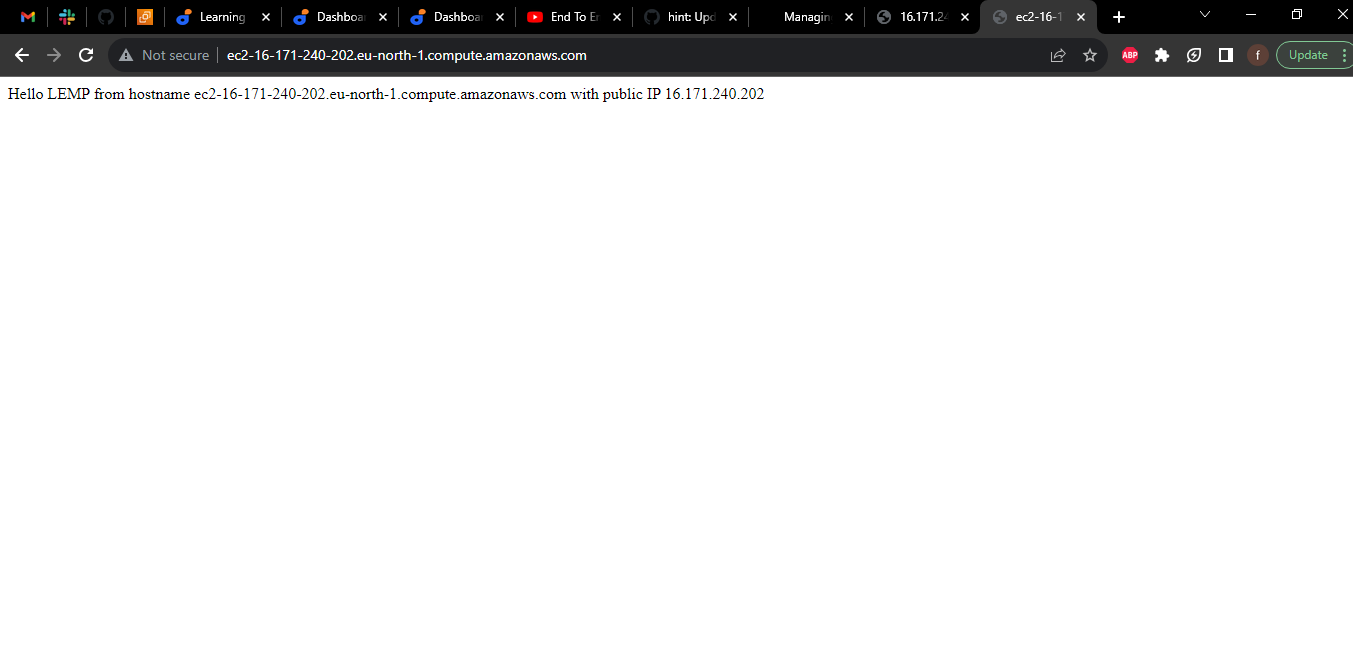 Learning
Dashboa
Dashboa
End To Er
hint: Upd
Managin
16.171.24
ec2-16-1
Not secure
ec2-16-171-240-202.eu-north-1.compute.amazonaws.com
ABP
f
Update
Hello LEMP from hostname ec2-16-171-240-202.eu-north-1.compute.amazonaws.com with public IP 16.171.240.202